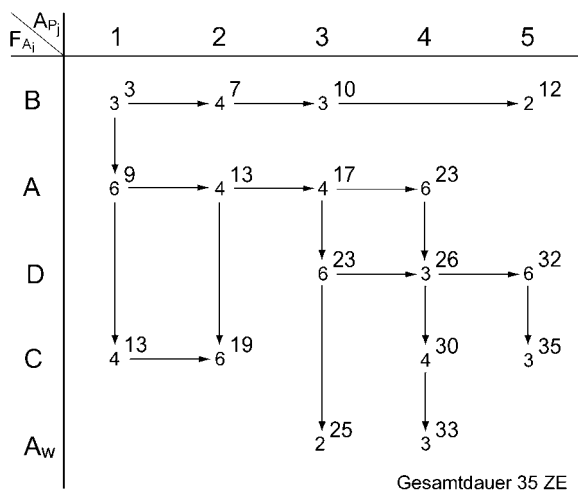 A_Pj
F_Ai 1 2 3 4 5
B 3 3 4 7 3 10 2 12
A 6 9 4 13 4 17 6 23
D 6 23 3 26 6 32
C 4 13 6 19 4 30 3 35
Aw 2 25 3 33
Gesamtdauer 35 ZE